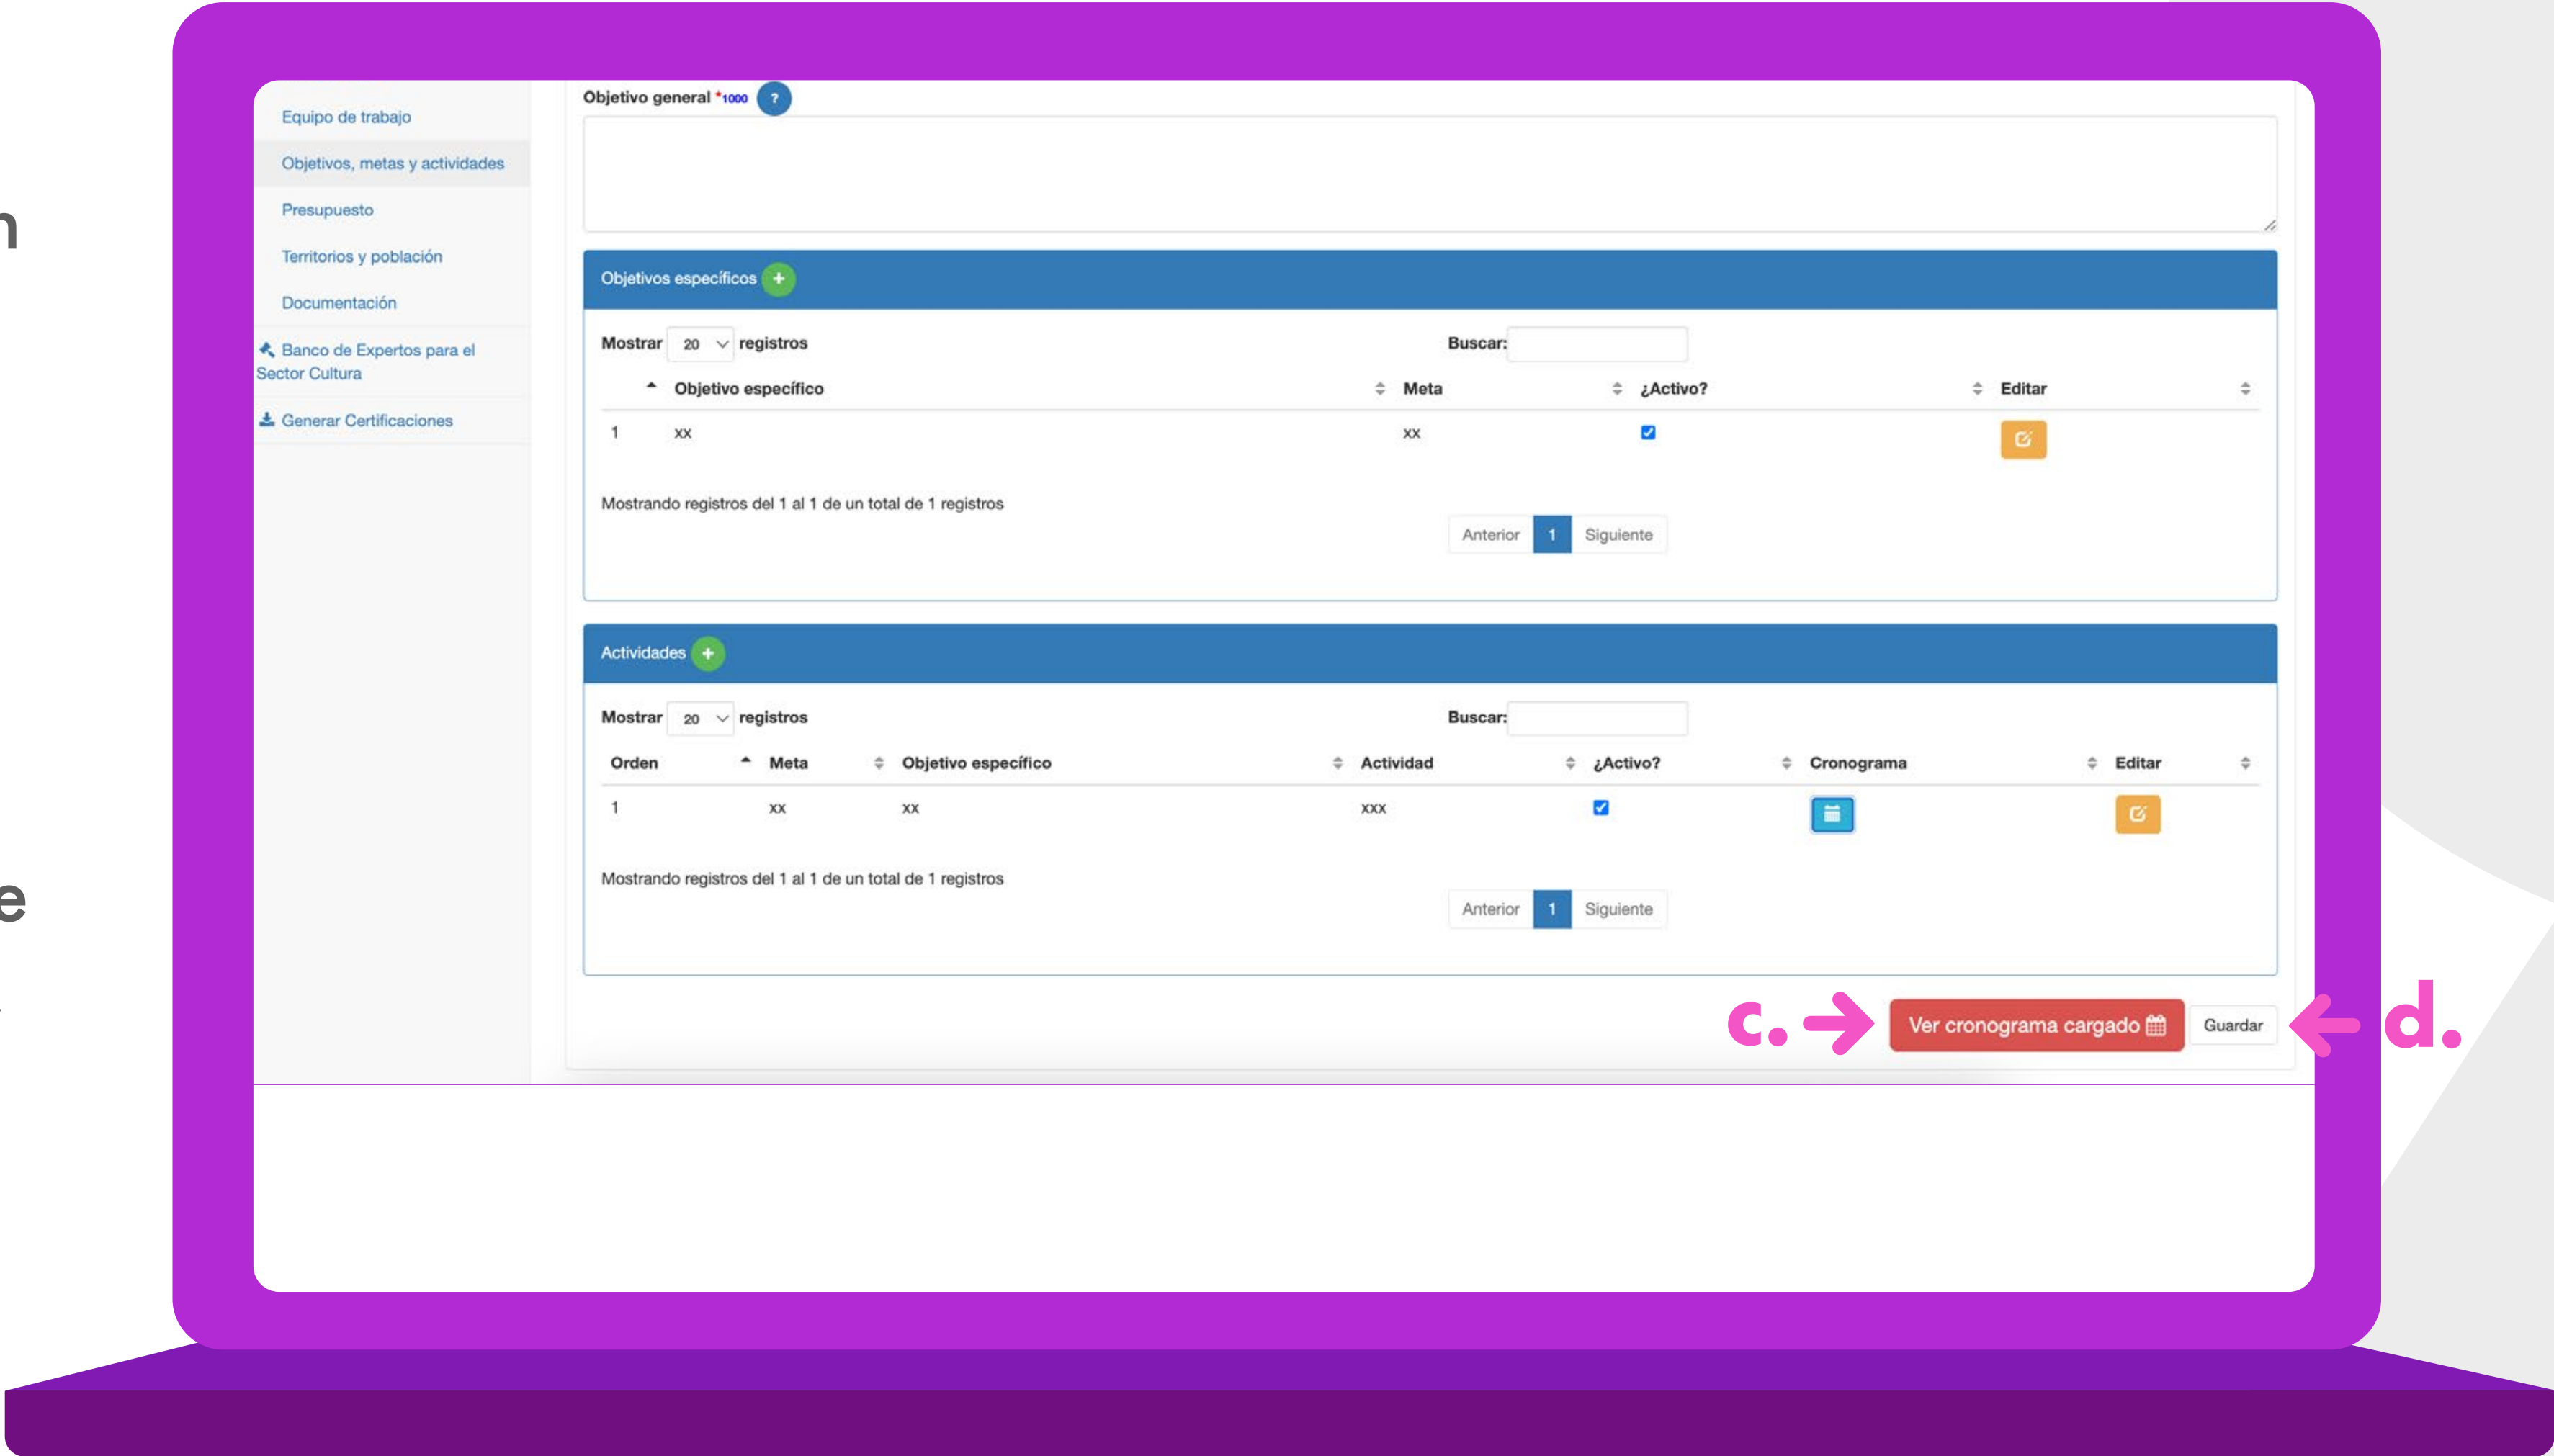 Equipo de trabajo
Objetivos, metas y actividades
Presupuesto
Territorios y población
Documentación
Banco de Expertos para el
Sector Cultura
Generar Certificaciones
Objetivo general *1000 ?
Objetivos específicos +
Mostrar 20 registros Buscar:
Objetivo específico Meta ¿Activo? Editar
1 xx xx
Mostrando registros del 1 al 1 de un total de 1 registros
Anterior 1 Siguiente
Actividades +
Mostrar 20 registros Buscar:
Orden Meta Objetivo específico Actividad ¿Activo? Cronograma Editar
1 xx xx xxx
Mostrando registros del 1 al 1 de un total de 1 registros
Anterior 1 Siguiente
c. Ver cronograma cargado Guardar d.